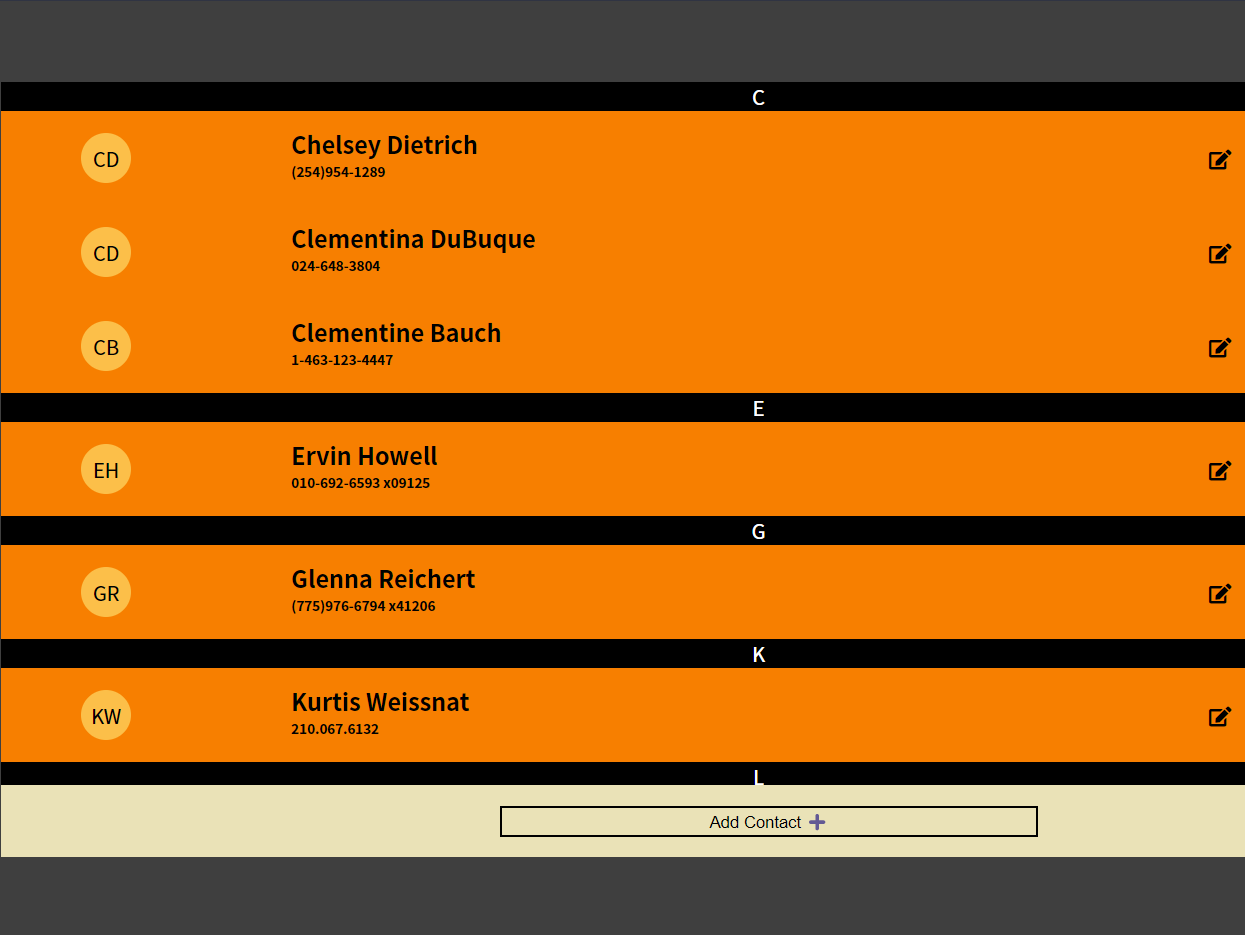 C
CD
Chelsey Dietrich
(254)954-1289
CD
Clementina DuBuque
024-648-3804
CB
Clementine Bauch
1-463-123-4447
E
EH
Ervin Howell
010-692-6593 x09125
G
GR
Glenna Reichert
(775)976-6794 x41206
K
KW
Kurtis Weissnat
210.067.6132
L
Add Contact